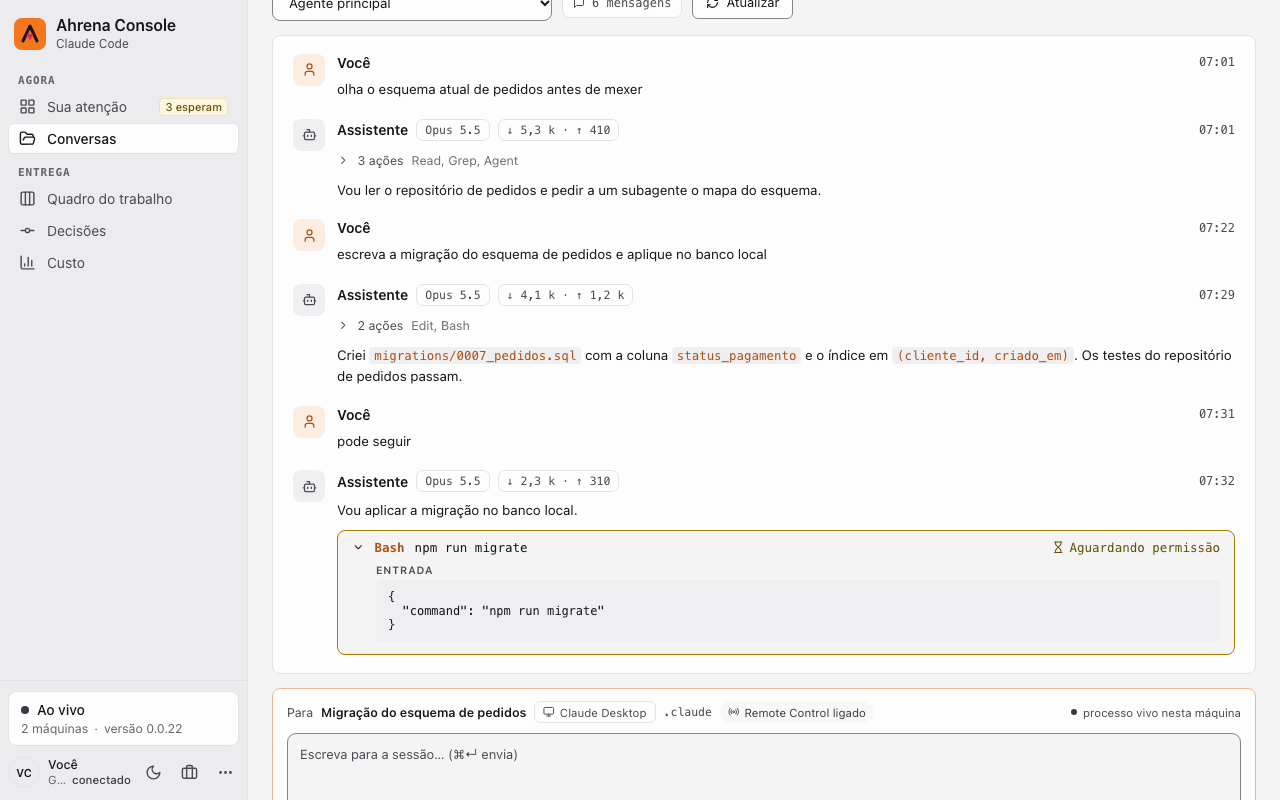 Ahrena Console
Claude Code
AGORA
Sua atenção 3 esperam
Conversas
ENTREGA
Quadro do trabalho
Decisões
Custo
Ao vivo
2 máquinas · versão 0.0.22
VC
Você
G... conectado
Agente principal
6 mensagens
Atualizar
Você 07:01
olha o esquema atual de pedidos antes de mexer
Assistente Opus 5.5 ↓ 5,3 k · ↑ 410 07:01
3 ações Read, Grep, Agent
Vou ler o repositório de pedidos e pedir a um subagente o mapa do esquema.
Você 07:22
escreva a migração do esquema de pedidos e aplique no banco local
Assistente Opus 5.5 ↓ 4,1 k · ↑ 1,2 k 07:29
2 ações Edit, Bash
Criei migrations/0007_pedidos.sql com a coluna status_pagamento e o índice em (cliente_id, criado_em). Os testes do repositório
de pedidos passam.
Você 07:31
pode seguir
Assistente Opus 5.5 ↓ 2,3 k · ↑ 310 07:32
Vou aplicar a migração no banco local.
Bash npm run migrate Aguardando permissão
ENTRADA
{
"command": "npm run migrate"
}
Para Migração do esquema de pedidos Claude Desktop .claude Remote Control ligado processo vivo nesta máquina
Escreva para a sessão... (⌘↵ envia)